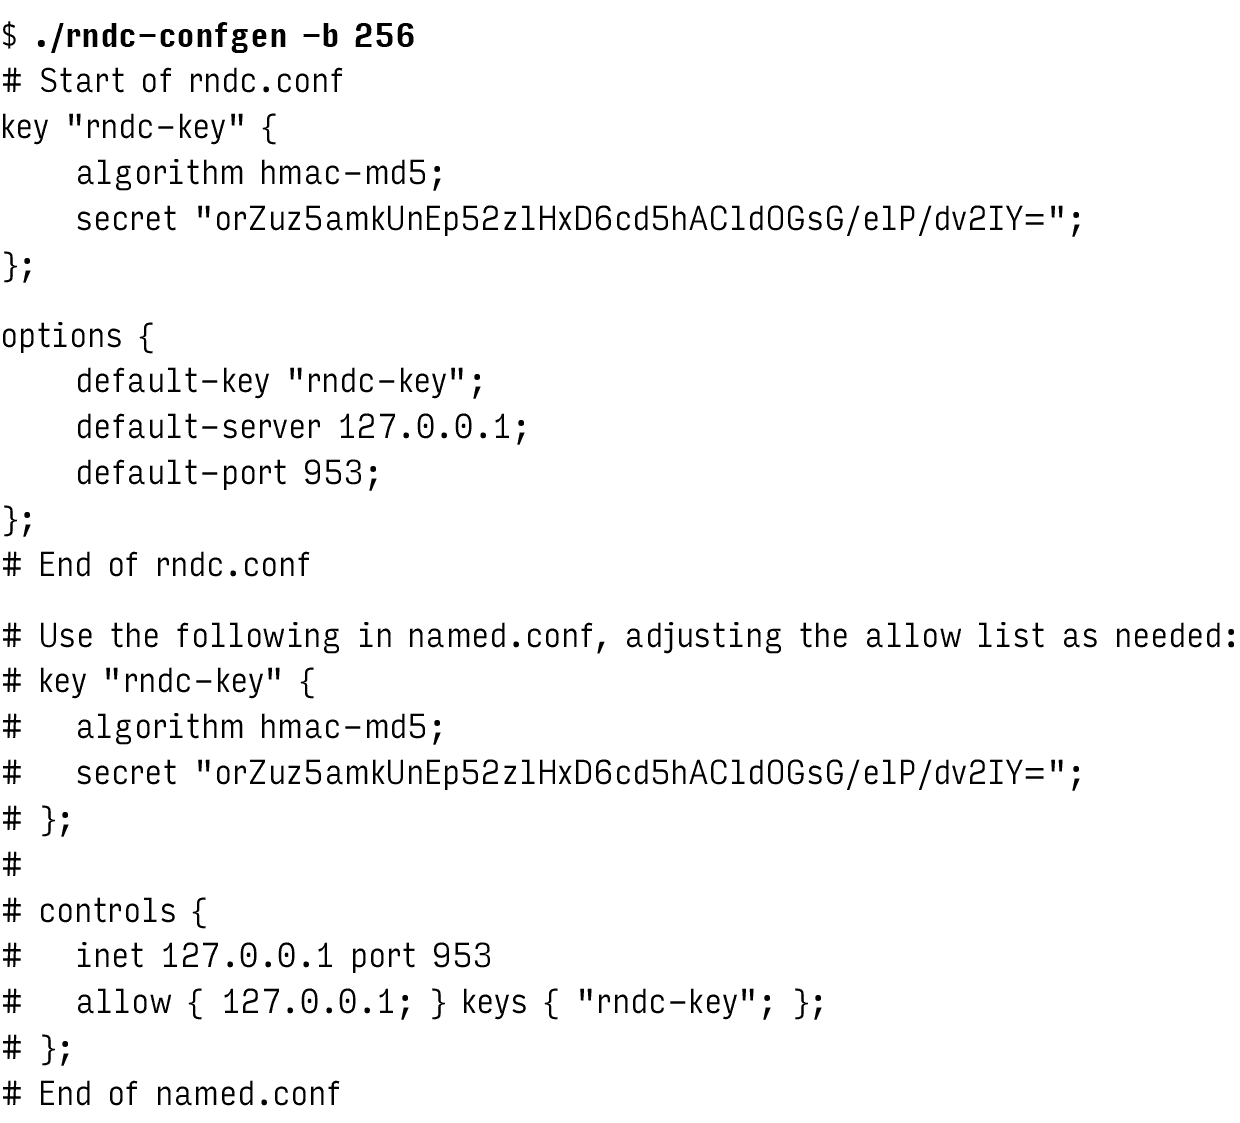 $ ./rndc-confgen -b 256
# Start of rndc.conf
key "rndc-key" {
    algorithm hmac-md5;
    secret "orZuz5amkUnEp52zlHxD6cd5hACldOGsG/elP/dv2IY=";
};
options {
    default-key "rndc-key";
    default-server 127.0.0.1;
    default-port 953;
};
# End of rndc.conf
# Use the following in named.conf, adjusting the allow list as needed:
# key "rndc-key" {
#   algorithm hmac-md5;
#   secret "orZuz5amkUnEp52zlHxD6cd5hACldOGsG/elP/dv2IY=";
# };
#
# controls {
#   inet 127.0.0.1 port 953
#   allow { 127.0.0.1; } keys { "rndc-key"; };
# };
# End of named.conf